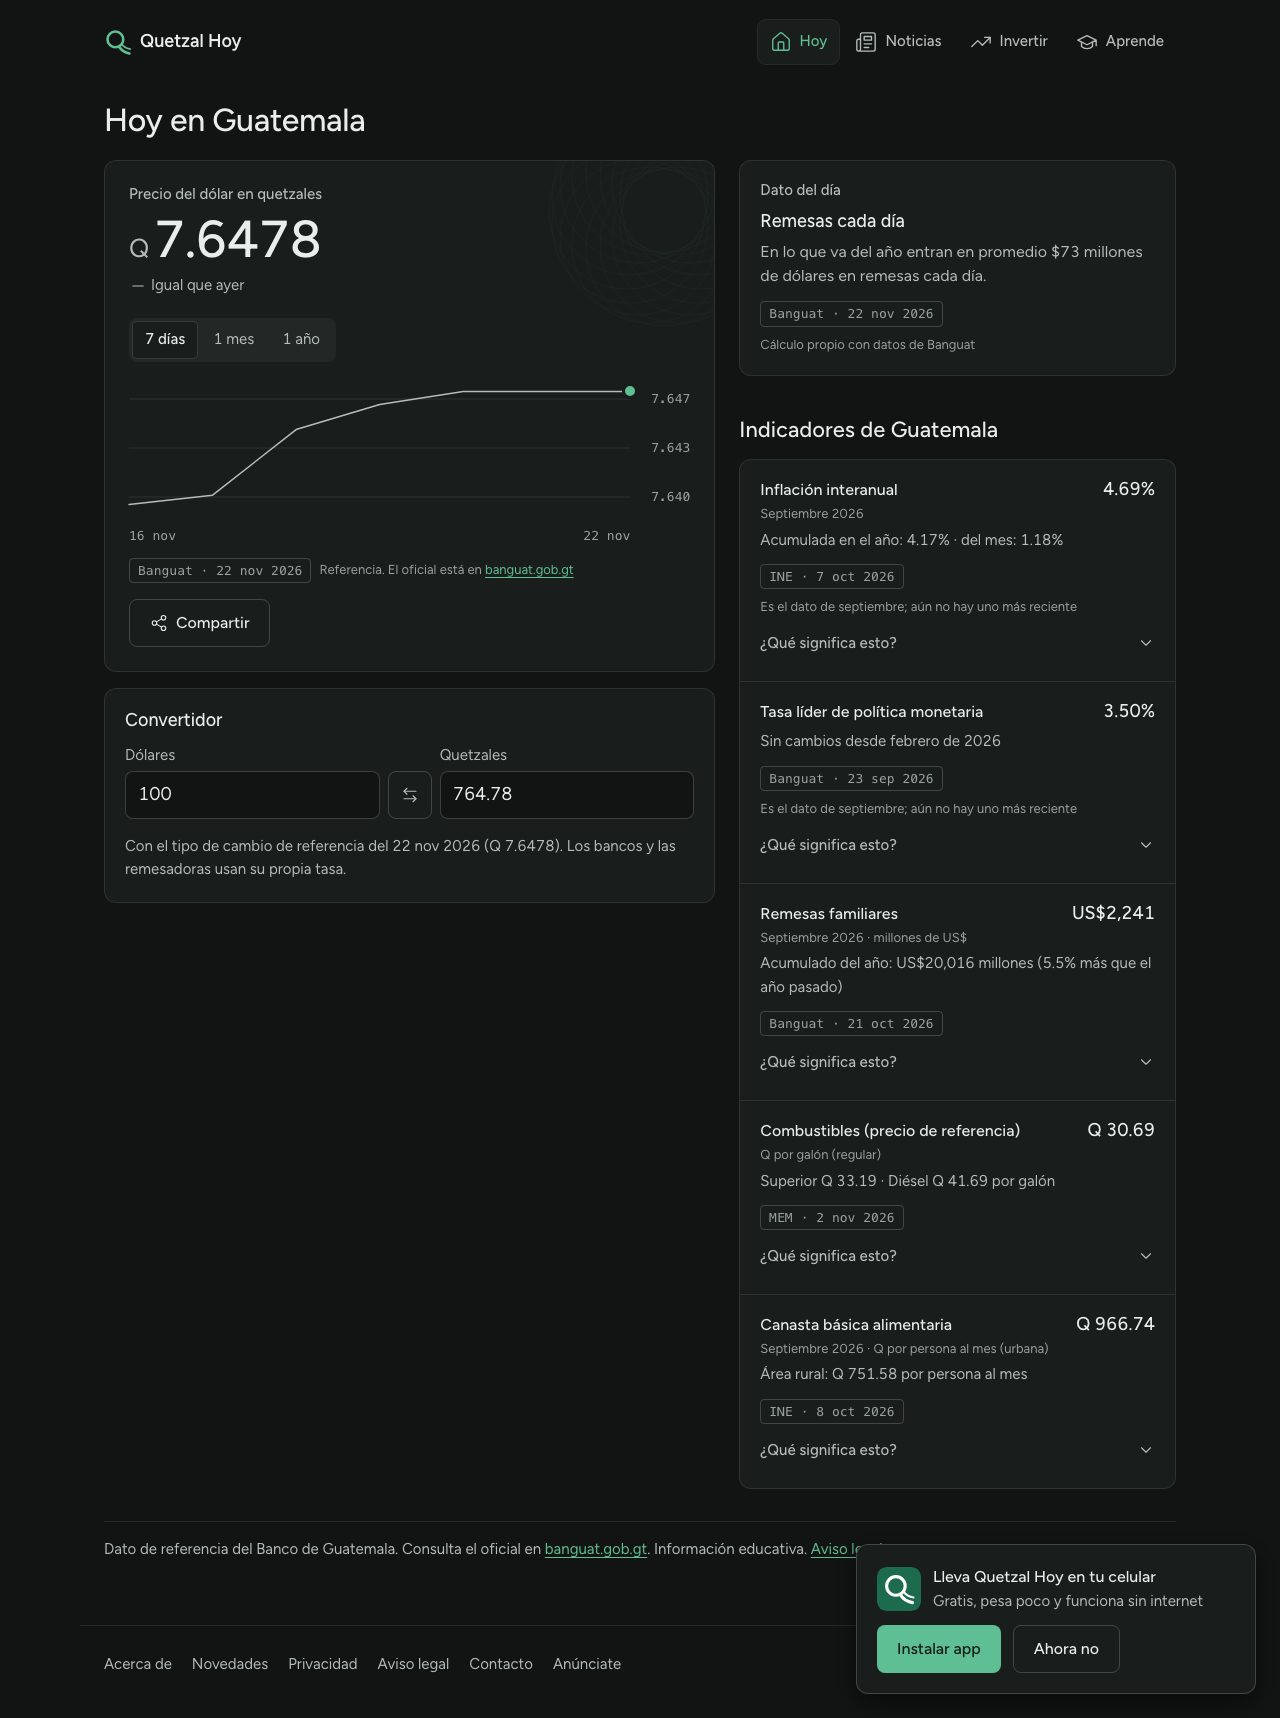 Quetzal Hoy
Hoy
Noticias
Invertir
Aprende
Hoy en Guatemala
Precio del dólar en quetzales
Q 7.6478
— Igual que ayer
7 días
1 mes
1 año
7.647
7.643
7.640
16 nov
22 nov
Banguat · 22 nov 2026
Referencia. El oficial está en banguat.gob.gt
Compartir
Convertidor
Dólares
Quetzales
100
764.78
Con el tipo de cambio de referencia del 22 nov 2026 (Q 7.6478). Los bancos y las
remesadoras usan su propia tasa.
Dato del día
Remesas cada día
En lo que va del año entran en promedio $73 millones
de dólares en remesas cada día.
Banguat · 22 nov 2026
Cálculo propio con datos de Banguat
Indicadores de Guatemala
Inflación interanual
4.69%
Septiembre 2026
Acumulada en el año: 4.17% · del mes: 1.18%
INE · 7 oct 2026
Es el dato de septiembre; aún no hay uno más reciente
¿Qué significa esto?
Tasa líder de política monetaria
3.50%
Sin cambios desde febrero de 2026
Banguat · 23 sep 2026
Es el dato de septiembre; aún no hay uno más reciente
¿Qué significa esto?
Remesas familiares
US$2,241
Septiembre 2026 · millones de US$
Acumulado del año: US$20,016 millones (5.5% más que el
año pasado)
Banguat · 21 oct 2026
¿Qué significa esto?
Combustibles (precio de referencia)
Q 30.69
Q por galón (regular)
Superior Q 33.19 · Diésel Q 41.69 por galón
MEM · 2 nov 2026
¿Qué significa esto?
Canasta básica alimentaria
Q 966.74
Septiembre 2026 · Q por persona al mes (urbana)
Área rural: Q 751.58 por persona al mes
INE · 8 oct 2026
¿Qué significa esto?
Dato de referencia del Banco de Guatemala. Consulta el oficial en banguat.gob.gt. Información educativa. Aviso
Lleva Quetzal Hoy en tu celular
Gratis, pesa poco y funciona sin internet
Instalar app
Ahora no
Acerca de
Novedades
Privacidad
Aviso legal
Contacto
Anúnciate